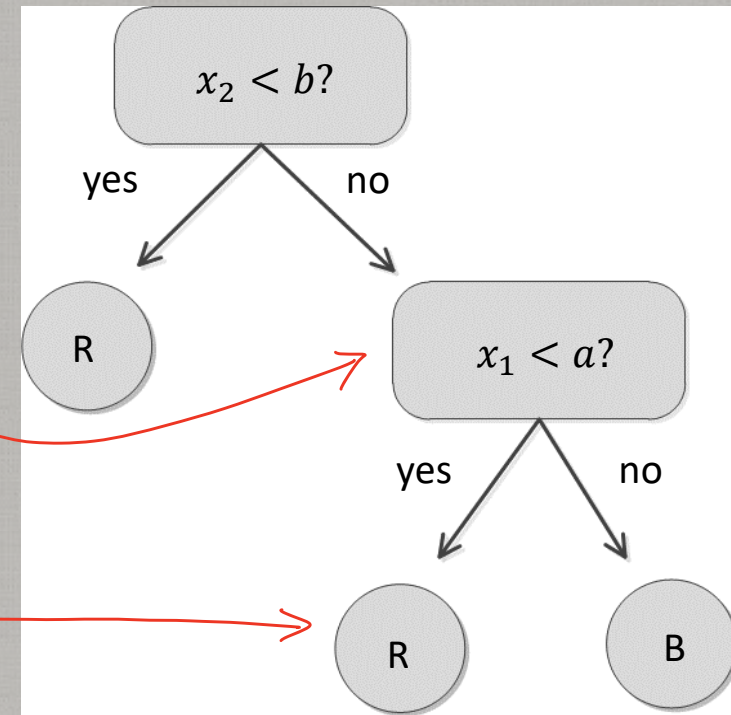 x₂ < b?
yes no
R
x₁ < a?
yes no
R B